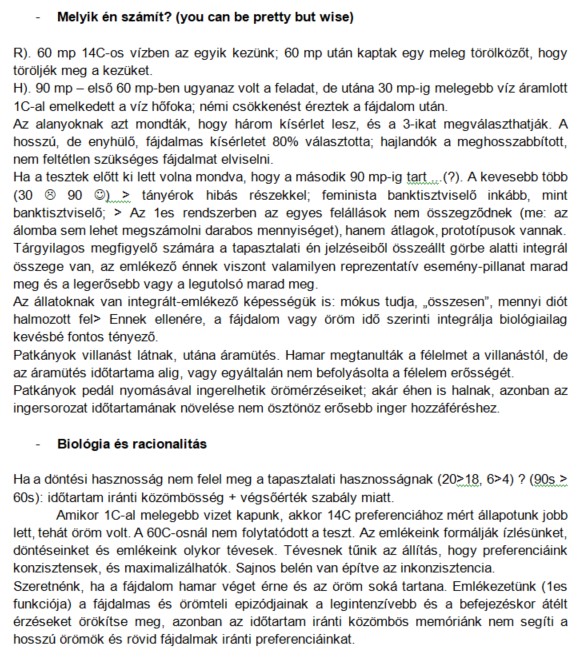 - Melyik én számít? (you can be pretty but wise)
R). 60 mp 14C-os vízben az egyik kezünk; 60 mp után kaptak egy meleg törölközőt, hogy
töröljék meg a kezüket.
H). 90 mp – első 60 mp-ben ugyanaz volt a feladat, de utána 30 mp-ig melegebb víz áramlott
1C-al emelkedett a víz hőfoka; némi csökkenést éreztek a fájdalom után.
Az alanyoknak azt mondták, hogy három kísérlet lesz, és a 3-ikat megválaszthatják. A
hosszú, de enyhülő, fájdalmas kísérletet 80% választotta; hajlandók a meghosszabbított,
nem feltétlen szükséges fájdalmat elviselni.
Ha a tesztek előtt ki lett volna mondva, hogy a második 90 mp-ig tart …(?). A kevesebb több
(30 ☹ 90 ☺) > tányérok hibás részekkel; feminista banktisztviselő inkább, mint
banktisztviselő; > Az 1es rendszerben az egyes felállások nem összegződnek (me: az
álomba sem lehet megszámolni darabos mennyiséget), hanem átlagok, prototípusok vannak.
Tárgyilagos megfigyelő számára a tapasztalati én jelzéseiből összeállt görbe alatti integrál
összege van, az emlékező énnek viszont valamilyen reprezentatív esemény-pillanat marad
meg és a legerősebb vagy a legutolsó marad meg.
Az állatoknak van integrált-emlékező képességük is: mókus tudja, „összesen”, mennyi diót
halmozott fel> Ennek ellenére, a fájdalom vagy öröm idő szerinti integrálja biológiailag
kevésbé fontos tényező.
Patkányok villanást látnak, utána áramütés. Hamar megtanulták a félelmet a villanástól, de
az áramütés időtartama alig, vagy egyáltalán nem befolyásolta a félelem erősségét.
Patkányok pedál nyomásával ingerelhetik örömérzéseiket; akár éhen is halnak, azonban az
ingersorozat időtartamának növelése nem ösztönöz erősebb inger hozzáféréshez.
- Biológia és racionalitás
Ha a döntési hasznosság nem felel meg a tapasztalati hasznosságnak (20>18, 6>4) ? (90s >
60s): időtartam iránti közömbösség + végsőérték szabály miatt.
Amikor 1C-al melegebb vizet kapunk, akkor 14C preferenciához mért állapotunk jobb
lett, tehát öröm volt. A 60C-osnál nem folytatódott a teszt. Az emlékeink formálják ízlésünket,
döntéseinket és emlékeink olykor tévesek. Tévesnek tűnik az állítás, hogy preferenciáink
konzisztensek, és maximalizálhatók. Sajnos belén van építve az inkonzisztencia.
Szeretnénk, ha a fájdalom hamar véget érne és az öröm soká tartana. Emlékezetünk (1es
funkciója) a fájdalmas és örömteli epizódjainak a legintenzívebb és a befejezéskor átélt
érzéseket örökítse meg, azonban az időtartam iránti közömbös memóriánk nem segíti a
hosszú örömök és rövid fájdalmak iránti preferenciáinkat.